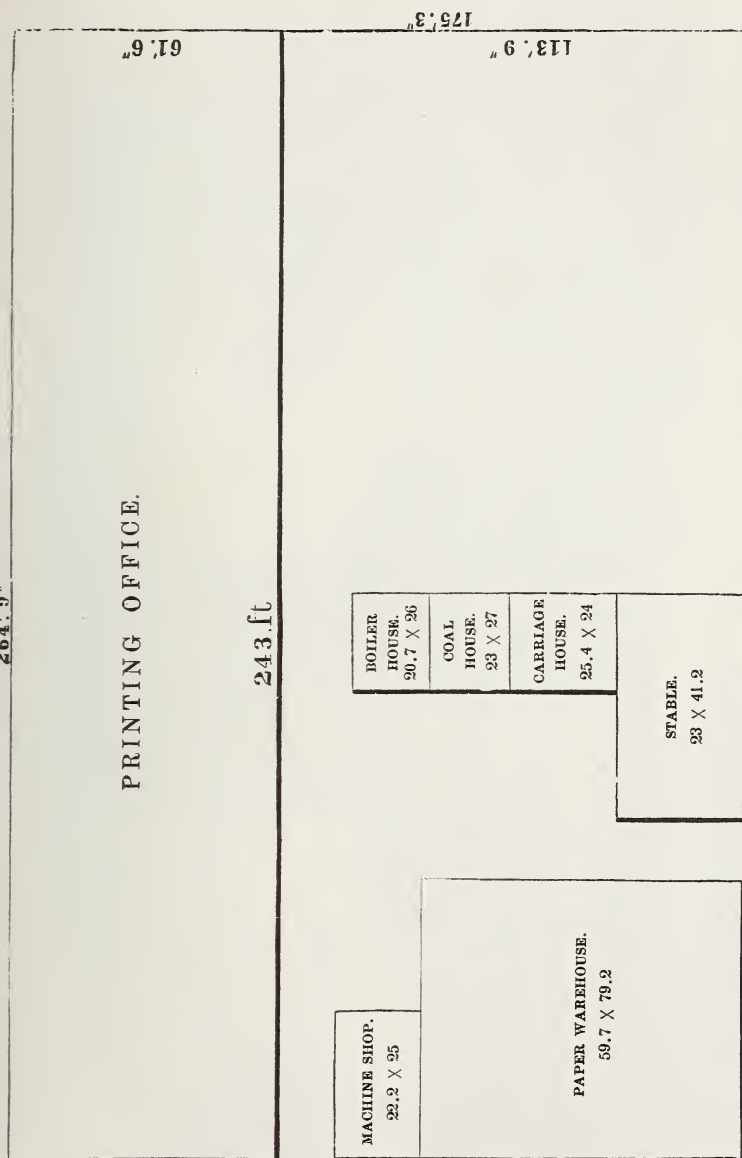 175'.3"
61'.6"
113'.9"
264'.9"
PRINTING OFFICE.
243.ft
BOILER
HOUSE.
20.7 X 26
COAL
HOUSE.
23 X 27
CARRIAGE
HOUSE.
25.4 X 24
STABLE.
23 X 41.2
MACHINE SHOP.
22.2 X 25
PAPER WAREHOUSE.
59.7 X 79.2